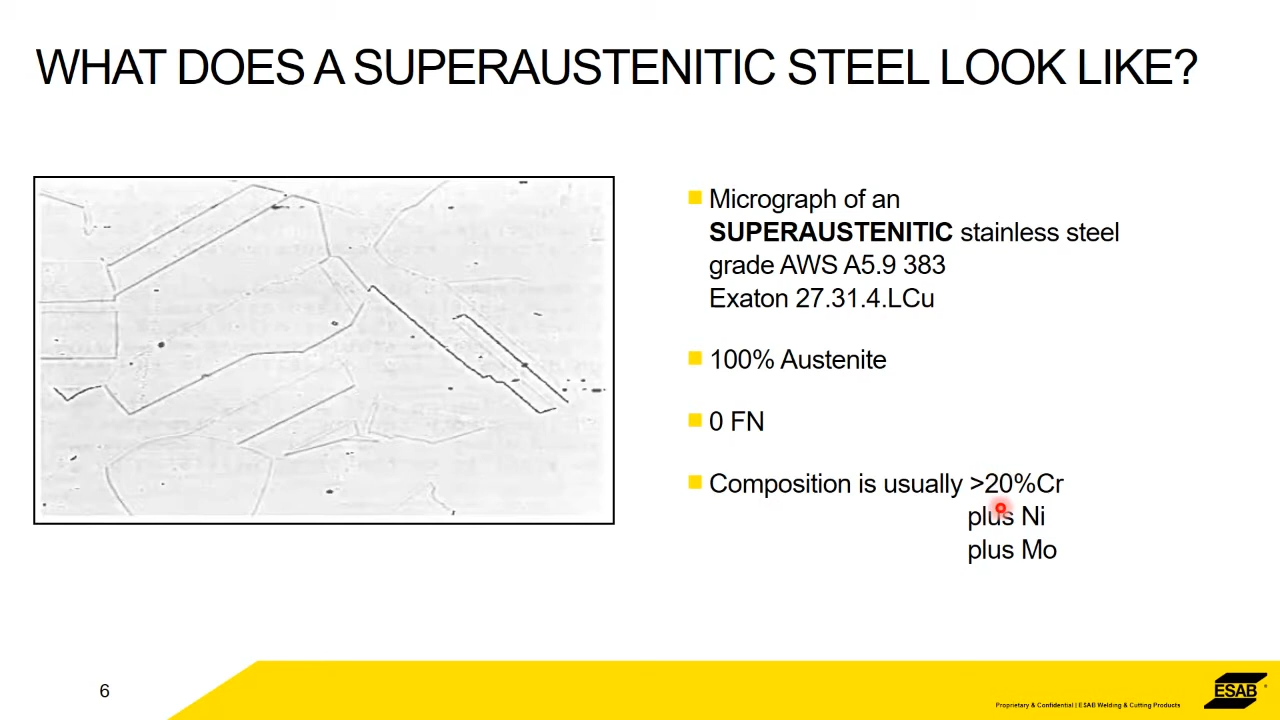 WHAT DOES A SUPERAUSTENITIC STEEL LOOK LIKE?
Micrograph of an
SUPERAUSTENITIC stainless steel
grade AWS A5.9 383
Exaton 27.31.4.LCu
100% Austenite
0 FN
Composition is usually >20%Cr
plus Ni
plus Mo
6
Proprietary & Confidential | ESAB Welding & Cutting Products
ESAB